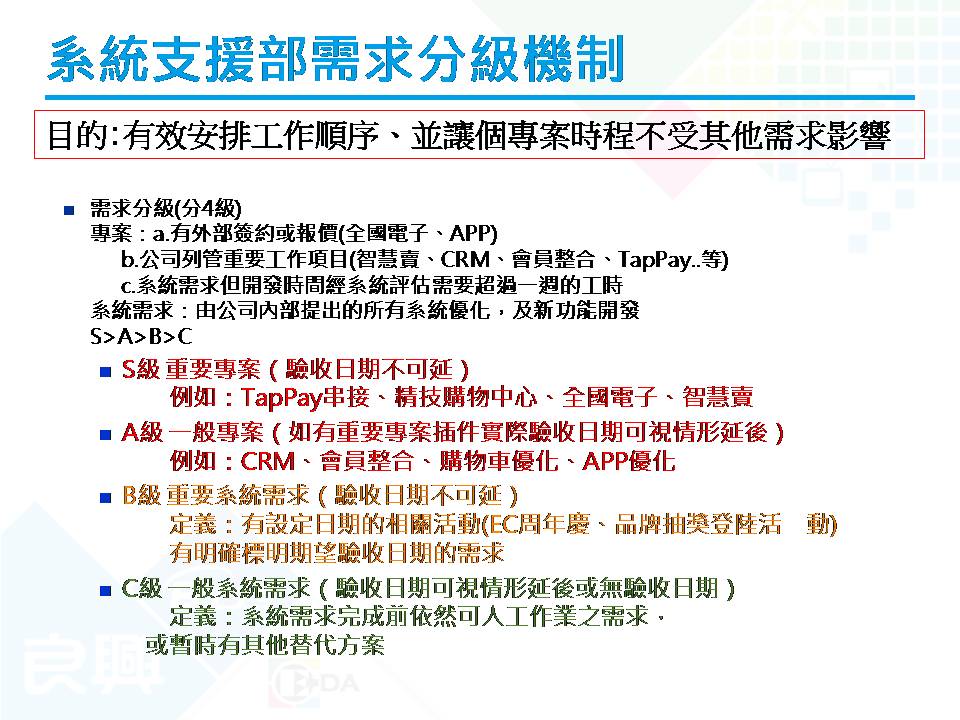 系統支援部需求分級機制
目的:有效安排工作順序、並讓個專案時程不受其他需求影響
需求分級(分4級)
專案：a.有外部簽約或報價(全國電子、APP)
b.公司列管重要工作項目(智慧賣、CRM、會員整合、TapPay..等)
c.系統需求但開發時間經系統評估需要超過一週的工時
系統需求：由公司內部提出的所有系統優化，及新功能開發
S>A>B>C
S級 重要專案（驗收日期不可延）
例如：TapPay串接、精技購物中心、全國電子、智慧賣
A級 一般專案（如有重要專案插件實際驗收日期可視情形延後）
例如：CRM、會員整合、購物車優化、APP優化
B級 重要系統需求（驗收日期不可延）
定義：有設定日期的相關活動(EC周年慶、品牌抽獎登陸活　動)
有明確標明期望驗收日期的需求
C級 一般系統需求（驗收日期可視情形延後或無驗收日期）
定義：系統需求完成前依然可人工作業之需求，
或暫時有其他替代方案
良興
DA